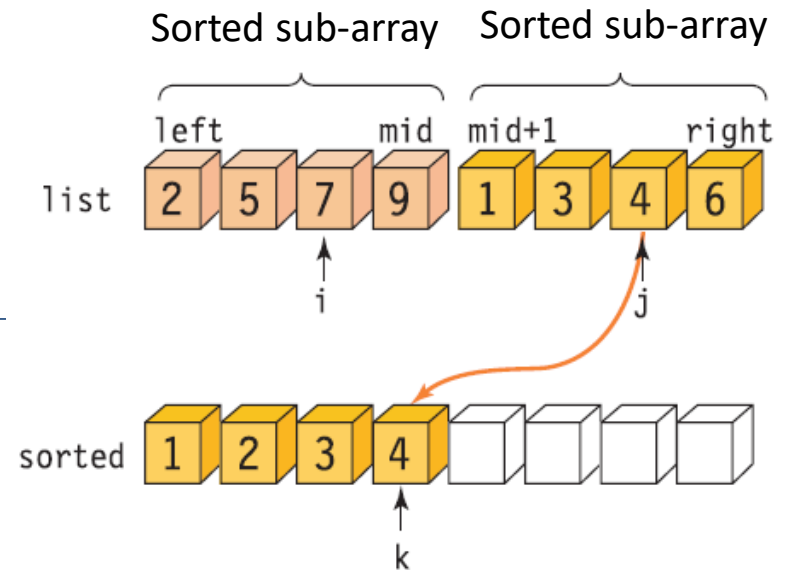 Sorted sub-array Sorted sub-array
left mid mid+1 right
list 2 5 7 9 1 3 4 6
i j
sorted 1 2 3 4
k